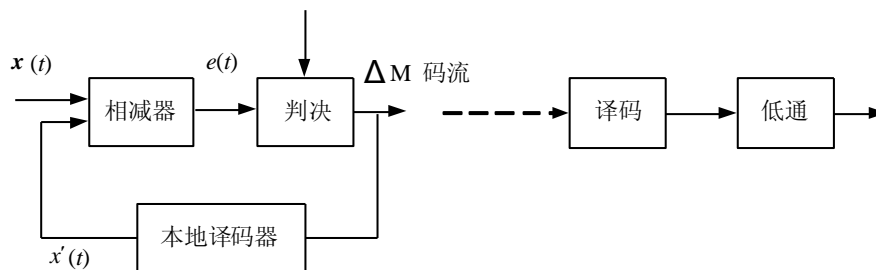 x(t)
e(t)
ΔM 码流
相减器
判决
译码
低通
本地译码器
x′(t)